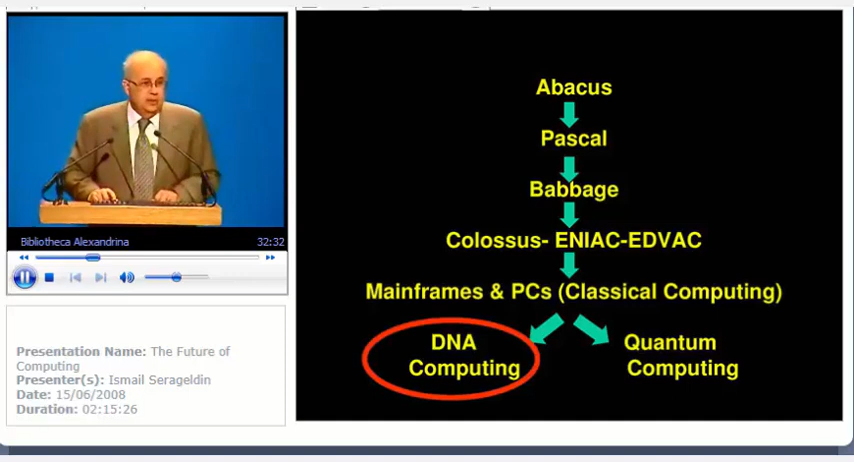 Bibliotheca Alexandrina 32:32
Presentation Name: The Future of
Computing
Presenter(s): Ismail Serageldin
Date: 15/06/2008
Duration: 02:15:26
Abacus
Pascal
Babbage
Colossus- ENIAC-EDVAC
Mainframes & PCs (Classical Computing)
DNA
Computing
Quantum
Computing